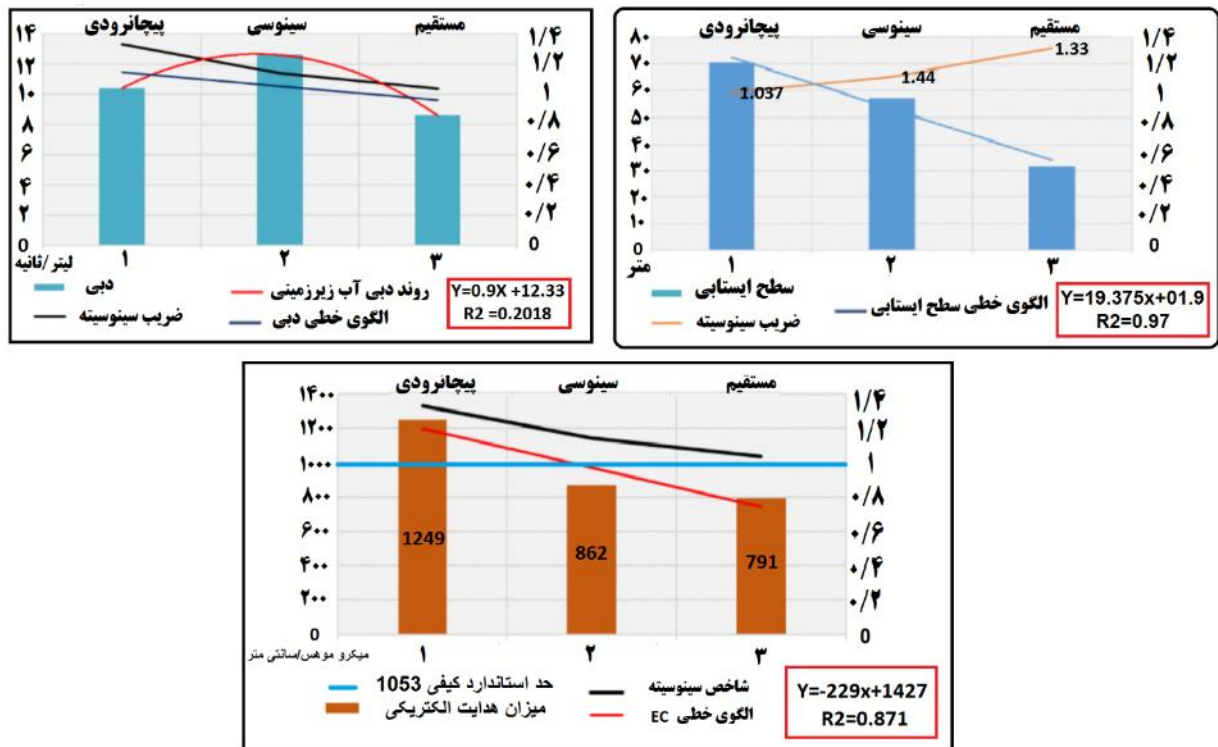 پیچانرودی سینوسی مستقیم
۱۴
۱۲
۱۰
۸
۶
۴
۲
0
۱/۴
۱/۲
۱
۰/۸
۰/۶
۰/۴
۰/۲
0
لیتر/ثانیه ۱ ۲ ۳
دبی روند دبی آب زیرزمینی
ضریب سینوسیته الگوی خطی دبی
Y=0.9X +12.33
R2 =0.2018
پیچانرودی سینوسی مستقیم
۸۰
۷۰
۶۰
۵۰
۴۰
۳۰
۲۰
۱۰
0
1.037 1.44 1.33
۱/۴
۱/۲
۱
۰/۸
۰/۶
۰/۴
۰/۲
0
متر ۱ ۲ ۳
سطح ایستابی
ضریب سینوسیته الگوی خطی سطح ایستابی
Y=19.375x+01.9
R2=0.97
پیچانرودی سینوسی مستقیم
۱۴۰۰
۱۲۰۰
۱۰۰۰
۸۰۰
۶۰۰
۴۰۰
۲۰۰
0
1249 862 791
۱/۴
۱/۲
۱
۰/۸
۰/۶
۰/۴
۰/۲
0
میکرو موهس/سانتی متر ۱ ۲ ۳
حد استاندارد کیفی 1053 شاخص سینوسیته
میزان هدایت الکتریکی الگوی خطی EC
Y=-229x+1427
R2=0.871